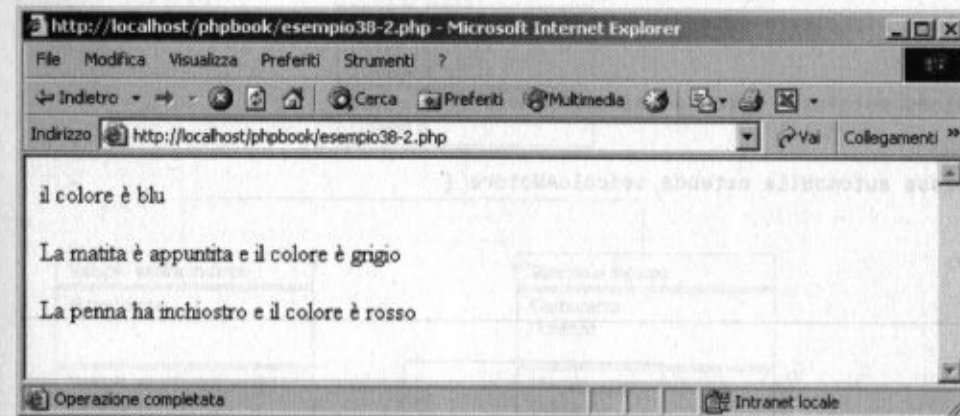 http://localhost/phpbook/esempio38-2.php - Microsoft Internet Explorer
File Modifica Visualizza Preferiti Strumenti ?
Indietro Cerca Preferiti Multimedia
Indirizzo http://localhost/phpbook/esempio38-2.php Vai Collegamenti »
il colore è blu
La matita è appuntita e il colore è grigio
La penna ha inchiostro e il colore è rosso
Operazione completata Intranet locale